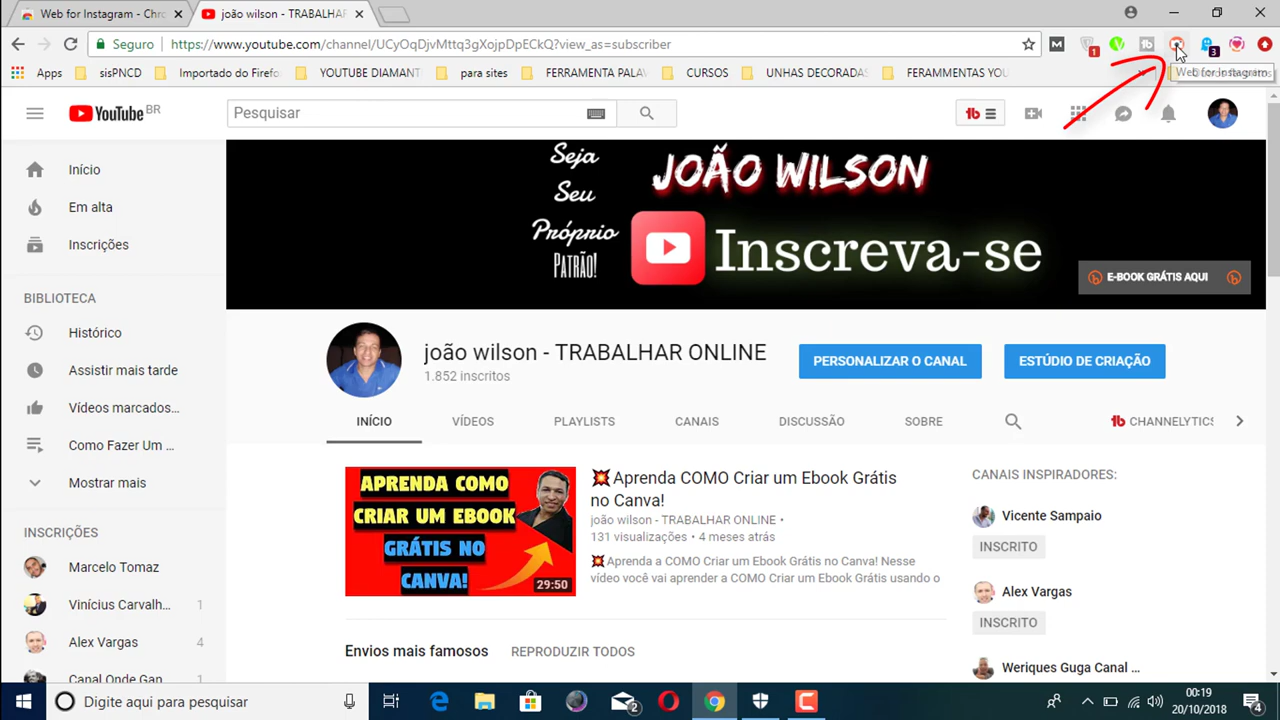 Web for Instagram - Chro
joão wilson - TRABALHAR
Seguro
https://www.youtube.com/channel/UCyOqDjvMttq3gXojpDpECkQ?view_as=subscriber
M
1
tb
3
Apps
sisPNCD
Importado do Firefo
YOUTUBE DIAMANT
para sites
FERRAMENTA PALAV
CURSOS
UNHAS DECORADAS
FERAMMENTAS YOU
Web for Instagram
YouTube BR
Pesquisar
tb
Início
Em alta
Inscrições
BIBLIOTECA
Histórico
Assistir mais tarde
Vídeos marcados...
Como Fazer Um ...
Mostrar mais
INSCRIÇÕES
Marcelo Tomaz
Vinícius Carvalh... 1
Alex Vargas 4
Canal Onde Gan
Seja
Seu
Próprio
PATRÃO!
JOÃO WILSON
Inscreva-se
E-BOOK GRÁTIS AQUI
joão wilson - TRABALHAR ONLINE
1.852 inscritos
PERSONALIZAR O CANAL
ESTÚDIO DE CRIAÇÃO
INÍCIO
VÍDEOS
PLAYLISTS
CANAIS
DISCUSSÃO
SOBRE
tb CHANNELYTICS
APRENDA COMO
CRIAR UM EBOOK
GRÁTIS NO
CANVA!
29:50
Aprenda COMO Criar um Ebook Grátis
no Canva!
joão wilson - TRABALHAR ONLINE •
131 visualizações • 4 meses atrás
Aprenda a COMO Criar um Ebook Grátis no Canva! Nesse
vídeo você vai aprender a COMO Criar um Ebook Grátis usando o
CANAIS INSPIRADORES:
Vicente Sampaio
INSCRITO
Alex Vargas
INSCRITO
Weriques Guga Canal ...
Envios mais famosos
REPRODUZIR TODOS
Digite aqui para pesquisar
2
00:19
20/10/2018
4